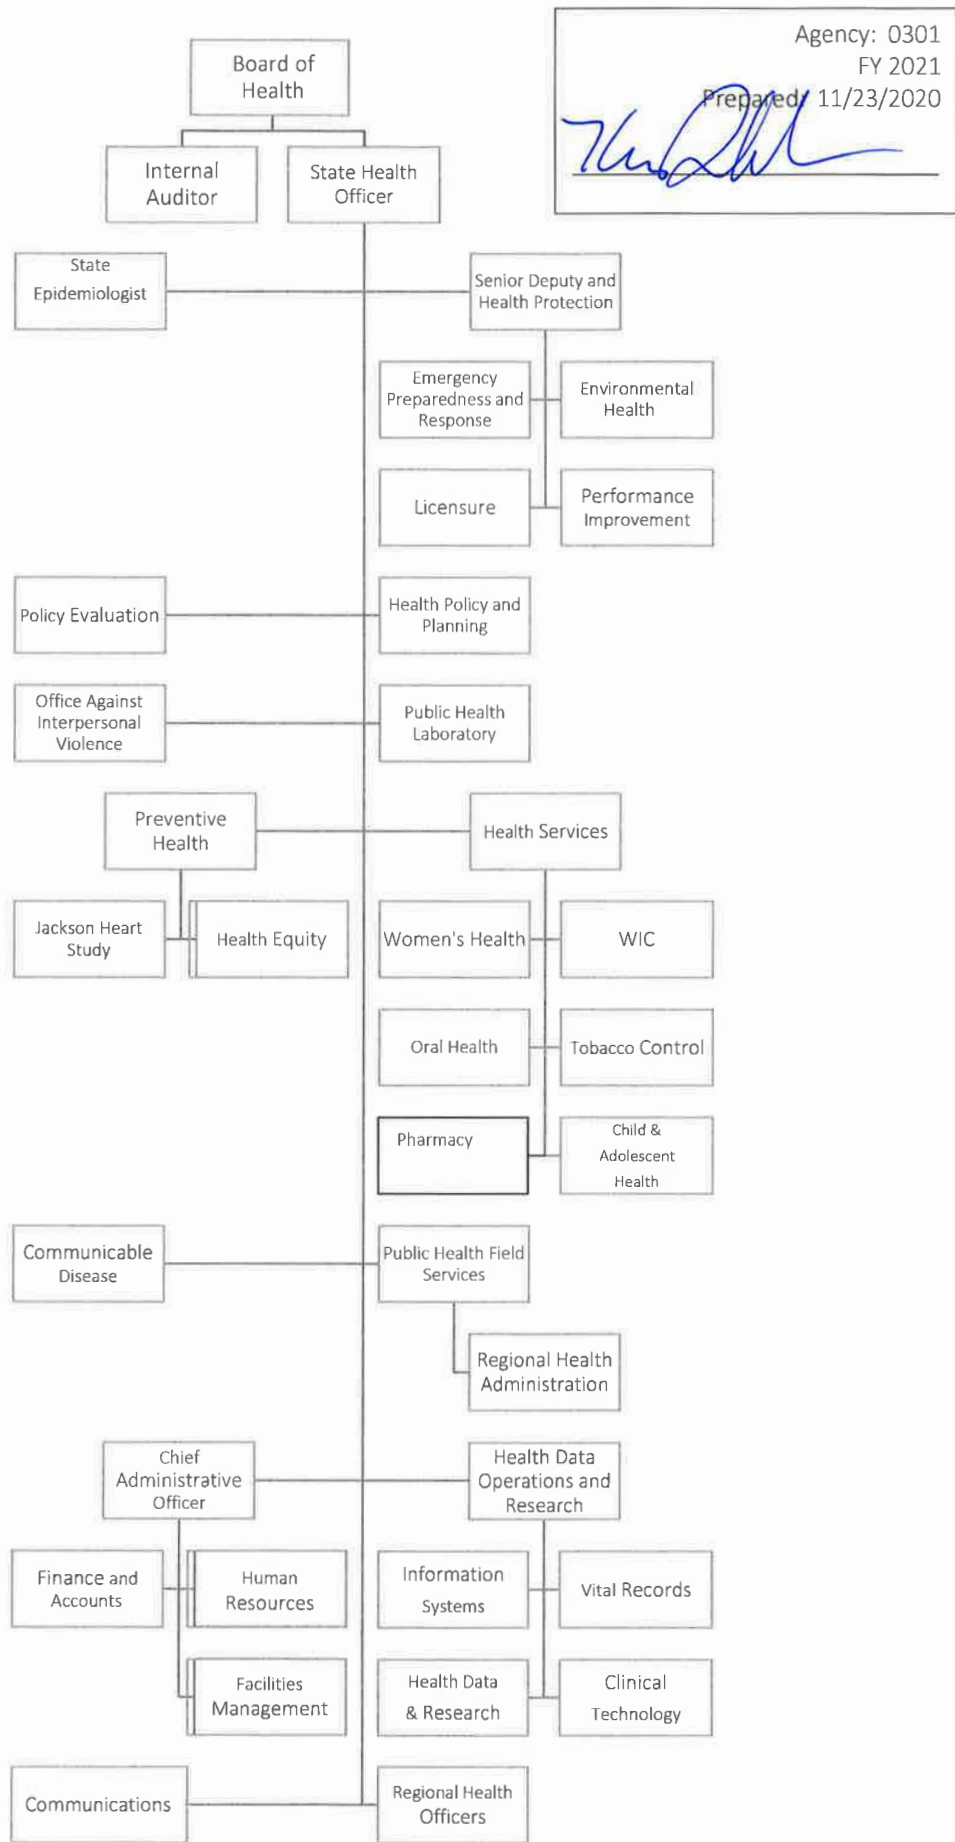 Agency: 0301
FY 2021
Prepared: 11/23/2020
Board of
Health
Internal
Auditor
State Health
Officer
State
Epidemiologist
Senior Deputy and
Health Protection
Emergency
Preparedness and
Response
Environmental
Health
Licensure
Performance
Improvement
Policy Evaluation
Health Policy and
Planning
Office Against
Interpersonal
Violence
Public Health
Laboratory
Preventive
Health
Health Services
Jackson Heart
Study
Health Equity
Women's Health
WIC
Oral Health
Tobacco Control
Pharmacy
Child &
Adolescent
Health
Communicable
Disease
Public Health Field
Services
Regional Health
Administration
Chief
Administrative
Officer
Health Data
Operations and
Research
Finance and
Accounts
Human
Resources
Information
Systems
Vital Records
Facilities
Management
Health Data
& Research
Clinical
Technology
Communications
Regional Health
Officers